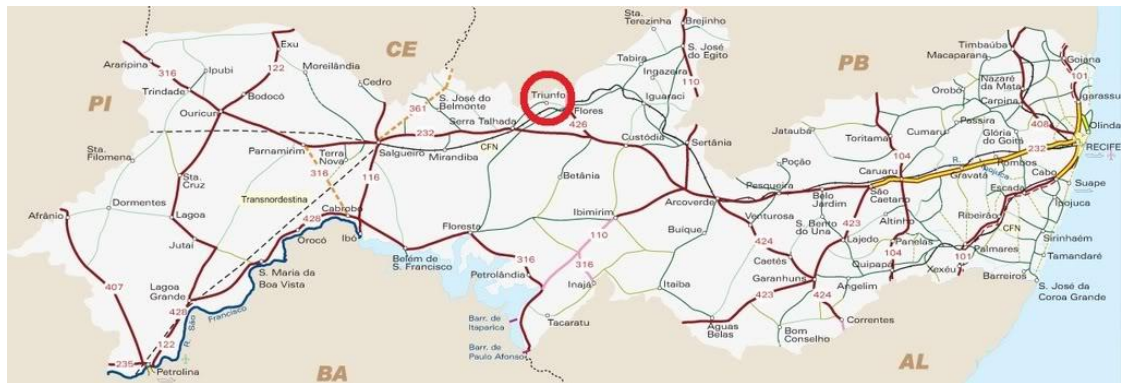 CE
PI
PB
BA
AL
Araripina
316
Trindade
Ipubi
Exu
122
Bodocó
Ouricuri
Moreilândia
Cedro
361
S. José do
Belmonte
232
Serra Talhada
Triunfo
Flores
426
CFN
Sta.
Terezinha
Brejinho
S. José
do Egito
Tabira
Ingazeira
Iguaraci
110
Custódia
Sertânia
Sta.
Filomena
Parnamirim
Terra
Nova
Salgueiro
Mirandiba
316
116
Sta.
Cruz
Dormentes
Afrânio
Lagoa
Jutaí
Transnordestina
428
Cabrobó
Orocó
Ibó
S. Maria da
Boa Vista
Lagoa
Grande
428
407
122
235
Petrolina
R. São
Francisco
Belém de
S. Francisco
Floresta
Betânia
Ibimirim
110
316
316
Petrolândia
Inajá
Tacaratu
Barr. de
Itaparica
Barr. de
Paulo Afonso
Arcoverde
Buíque
Itaíba
Águas
Belas
Pesqueira
Poção
Jataúba
Venturosa
424
Caetés
Garanhuns
423
424
Bom
Conselho
Correntes
Angelim
Belo
Jardim
S. Bento
do Una
423
Lajedo
São
Caetano
Altinho
Caruaru
104
Toritama
Cumaru
Panelas
Quipapá
104
Timbaúba
Macaparana
Goiana
101
Nazaré
da Mata
Orobó
Carpina
Igarassu
Passira
Glória
do Goitá
408
Olinda
RECIFE
232
R.
Ipojuca
Gravatá
Pombos
Cabo
Suape
Escada
Ipojuca
Ribeirão
CFN
Sirinhaém
Palmares
Tamandaré
Xexéu
101
Barreiros
S. José da
Coroa Grande